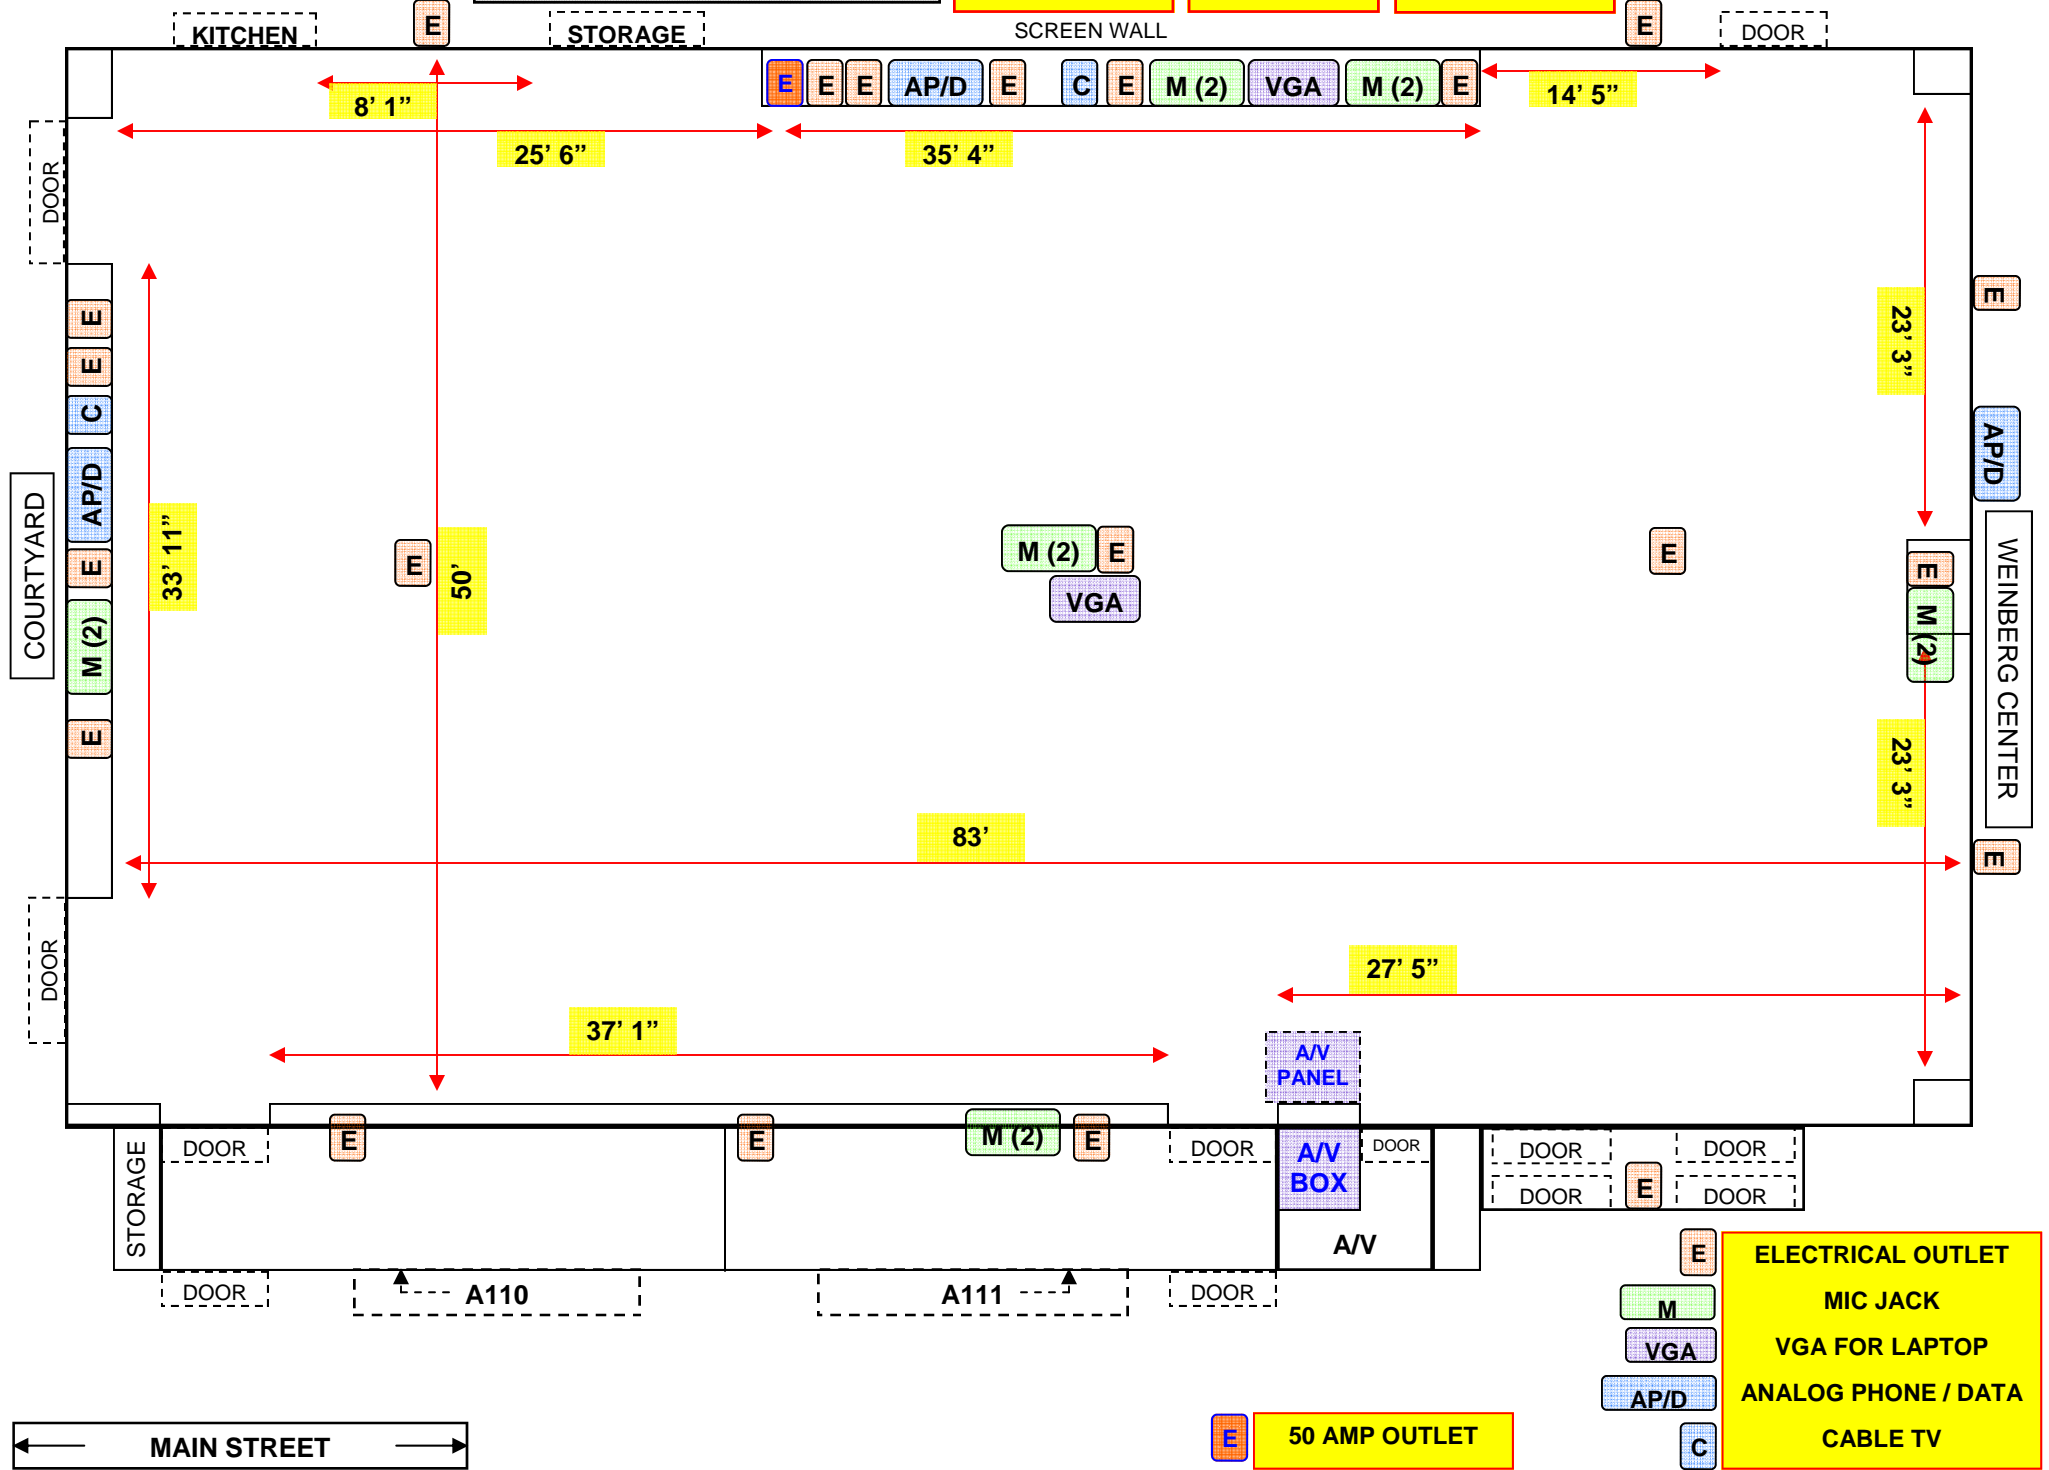 KITCHEN
E
STORAGE
SCREEN WALL
E
DOOR
E
E
E
AP/D
E
C
E
M (2)
VGA
M (2)
E
8’ 1”
14’ 5”
25’ 6”
35’ 4”
DOOR
E
E
C
AP/D
E
M (2)
E
COURTYARD
33’ 11”
E
50’
M (2)
E
VGA
E
23’ 3”
E
AP/D
E
M (2)
WEINBERG CENTER
23’ 3”
E
83’
DOOR
27’ 5”
37’ 1”
A/V
PANEL
STORAGE
DOOR
E
E
M (2)
E
DOOR
A/V
BOX
DOOR
DOOR
DOOR
DOOR
E
DOOR
A/V
DOOR
A110
A111
DOOR
E
ELECTRICAL OUTLET
M
MIC JACK
VGA
VGA FOR LAPTOP
AP/D
ANALOG PHONE / DATA
C
CABLE TV
E
50 AMP OUTLET
MAIN STREET